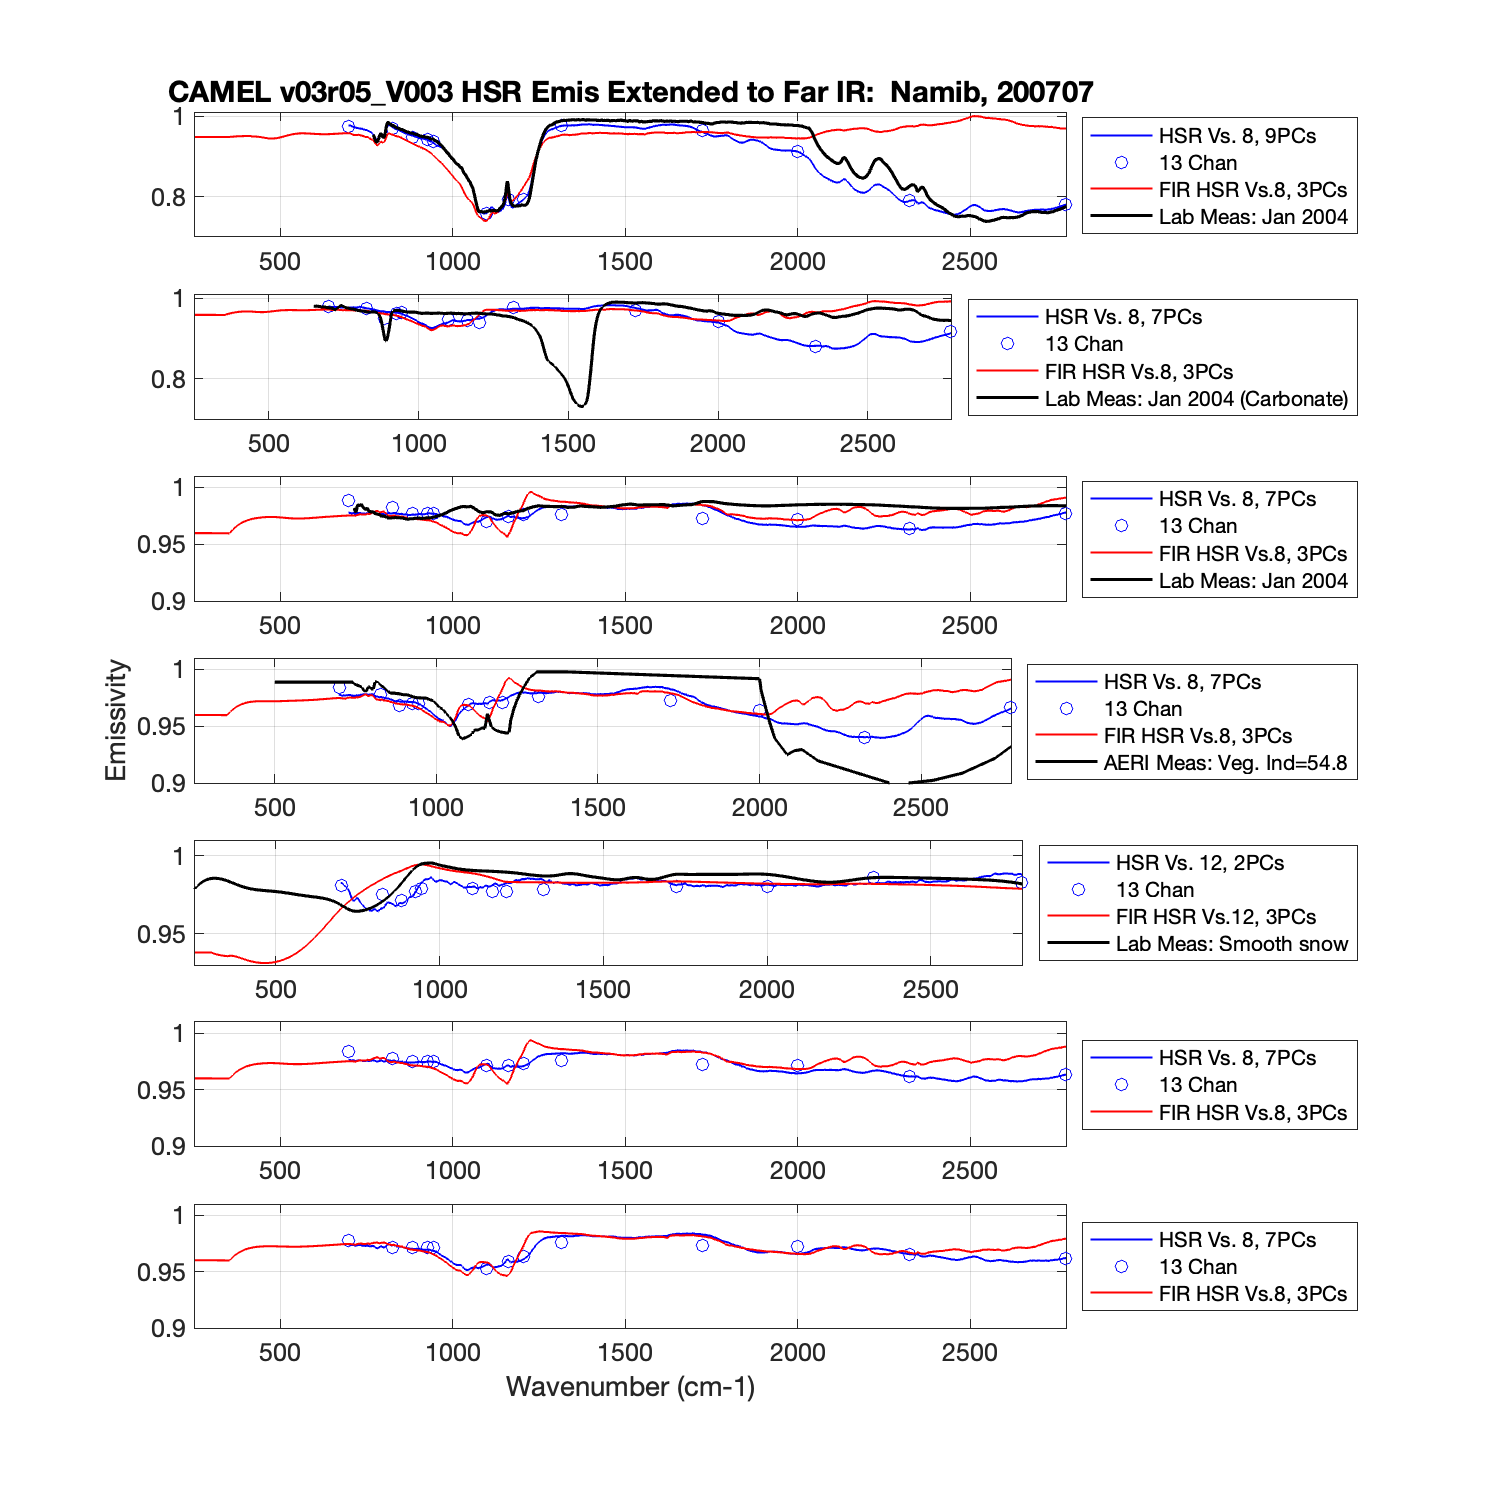 CAMEL v03r05_V003 HSR Emis Extended to Far IR:  Namib, 200707
1
0.8
500 1000 1500 2000 2500
HSR Vs. 8, 9PCs
13 Chan
FIR HSR Vs.8, 3PCs
Lab Meas: Jan 2004
1
0.8
500 1000 1500 2000 2500
HSR Vs. 8, 7PCs
13 Chan
FIR HSR Vs.8, 3PCs
Lab Meas: Jan 2004 (Carbonate)
1
0.95
0.9
500 1000 1500 2000 2500
HSR Vs. 8, 7PCs
13 Chan
FIR HSR Vs.8, 3PCs
Lab Meas: Jan 2004
Emissivity
1
0.95
0.9
500 1000 1500 2000 2500
HSR Vs. 8, 7PCs
13 Chan
FIR HSR Vs.8, 3PCs
AERI Meas: Veg. Ind=54.8
1
0.95
500 1000 1500 2000 2500
HSR Vs. 12, 2PCs
13 Chan
FIR HSR Vs.12, 3PCs
Lab Meas: Smooth snow
1
0.95
0.9
500 1000 1500 2000 2500
HSR Vs. 8, 7PCs
13 Chan
FIR HSR Vs.8, 3PCs
1
0.95
0.9
500 1000 1500 2000 2500
HSR Vs. 8, 7PCs
13 Chan
FIR HSR Vs.8, 3PCs
Wavenumber (cm-1)